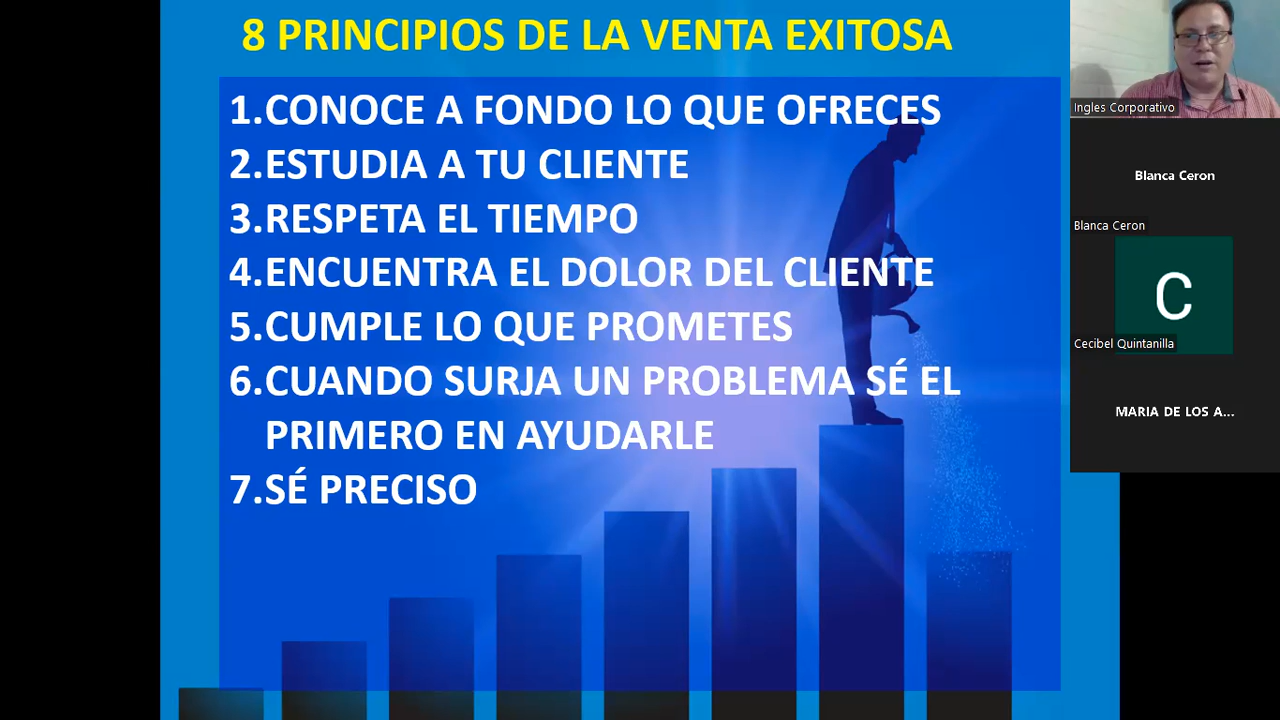 8 PRINCIPIOS DE LA VENTA EXITOSA
1.CONOCE A FONDO LO QUE OFRECES
2.ESTUDIA A TU CLIENTE
3.RESPETA EL TIEMPO
4.ENCUENTRA EL DOLOR DEL CLIENTE
5.CUMPLE LO QUE PROMETES
6.CUANDO SURJA UN PROBLEMA SÉ EL
PRIMERO EN AYUDARLE
7.SÉ PRECISO
Ingles Corporativo
Blanca Ceron
Blanca Ceron
C
Cecibel Quintanilla
MARIA DE LOS A...